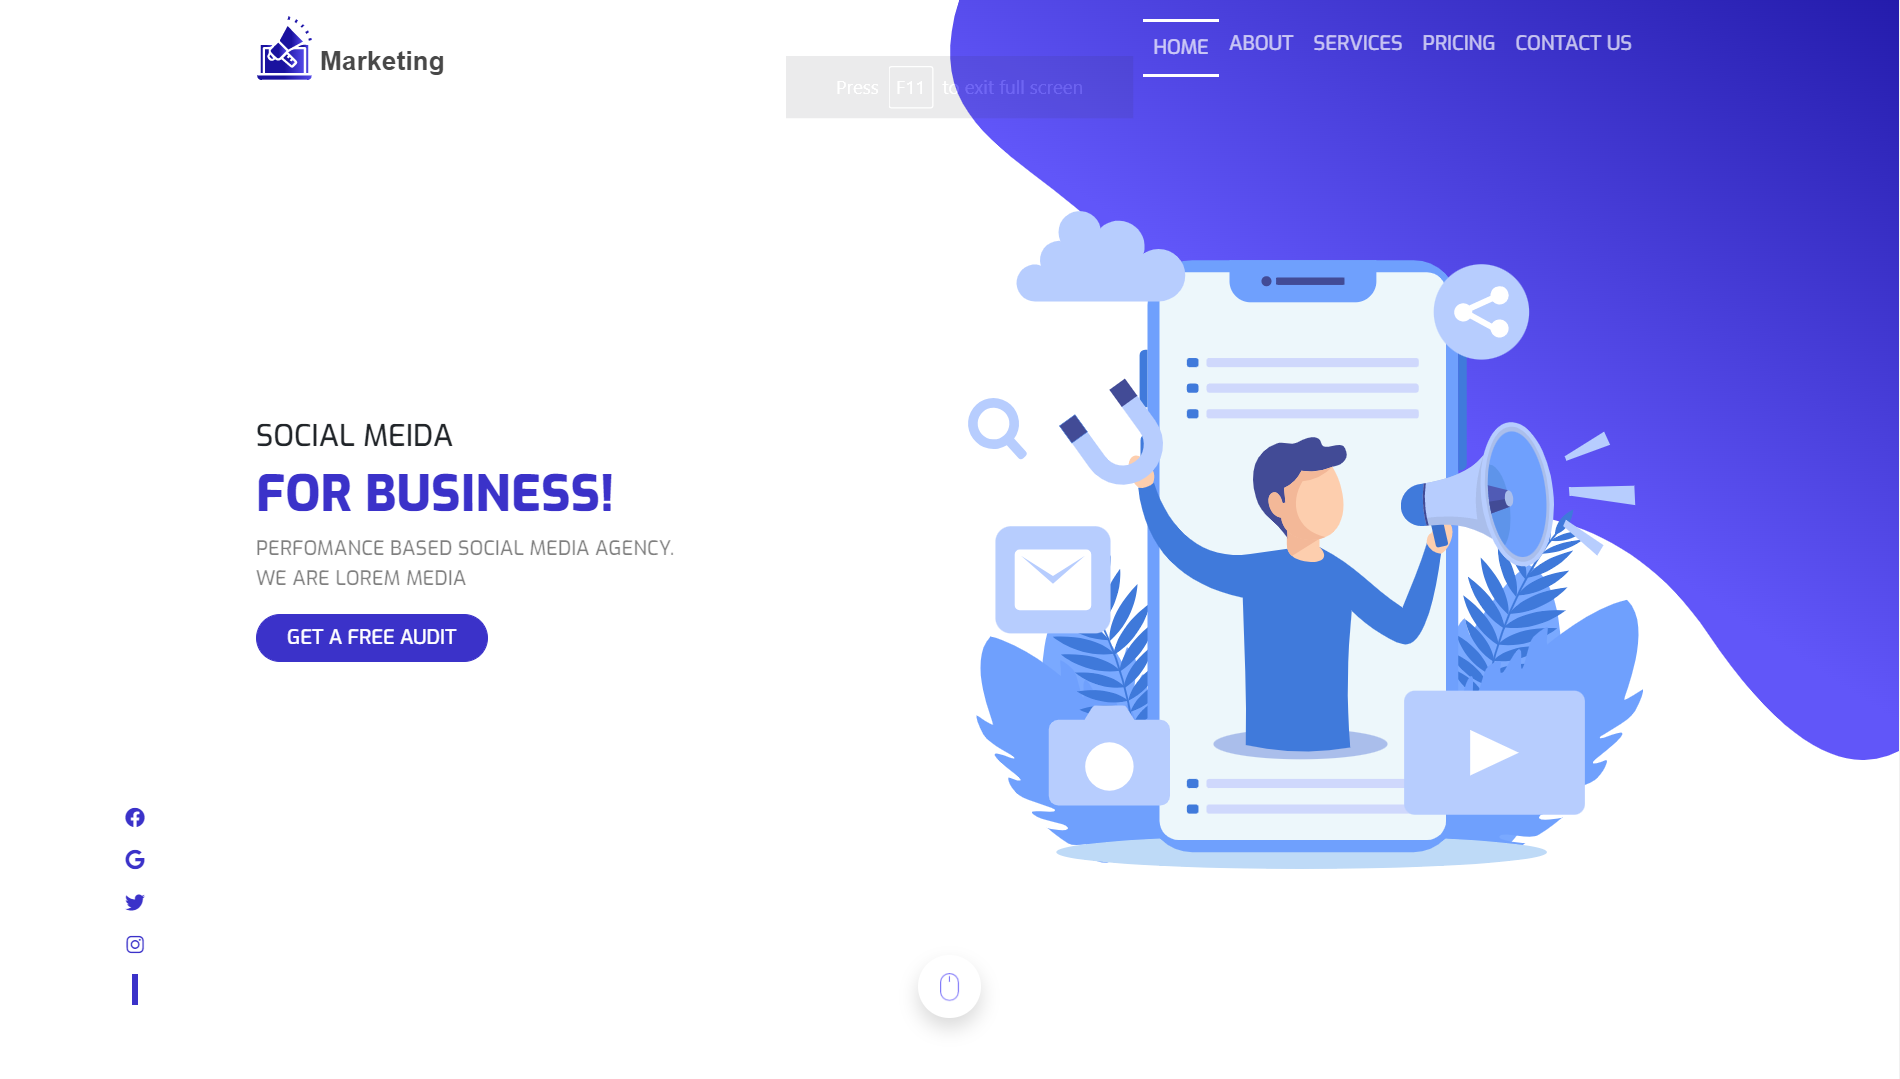 Marketing
HOME ABOUT SERVICES PRICING CONTACT US
Press F11 to exit full screen
SOCIAL MEIDA
FOR BUSINESS!
PERFOMANCE BASED SOCIAL MEDIA AGENCY.
WE ARE LOREM MEDIA
GET A FREE AUDIT